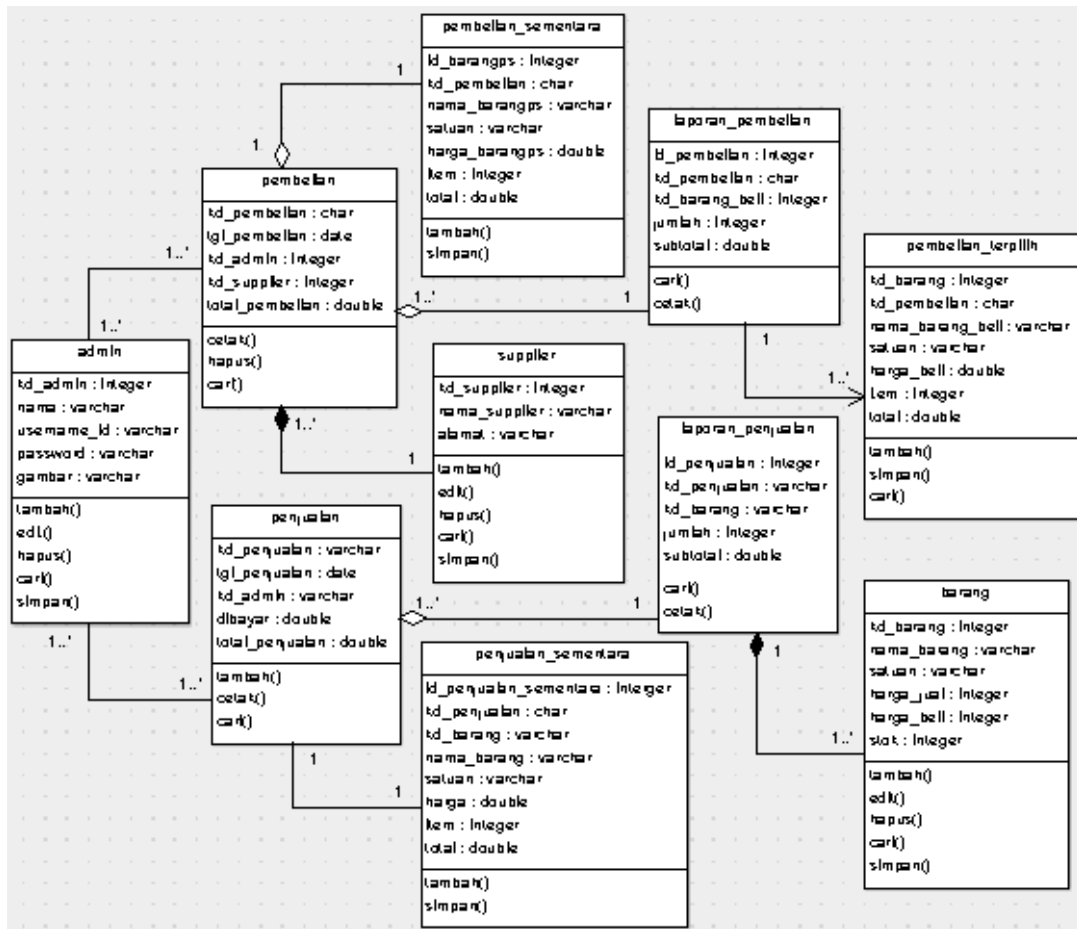 pembelian_sementara
id_barangps : Integer
kd_pembelian : char
nama_barangps : varchar
satuan : varchar
harga_barangps : double
item : Integer
total : double
tambah()
simpan()
1
1.
laporan_pembelian
id_pembelian : Integer
kd_pembelian : char
kd_barang_beli : Integer
jumlah : Integer
subtotal : double
cari()
cetak()
pembelian
kd_pembelian : char
tgl_pembelian : date
kd_admin : Integer
kd_supplier : Integer
total_pembelian : double
cetak()
hapus()
cari()
1..*
1..*
1..*
1
1..*
1
pembelian_terpilih
kd_barang : Integer
kd_pembelian : char
nama_barang_beli : varchar
satuan : varchar
harga_beli : double
item : Integer
total : double
tambah()
simpan()
cari()
1
1..*
admin
kd_admin : Integer
nama : varchar
username_id : varchar
password : varchar
gambar : varchar
tambah()
edit()
hapus()
cari()
simpan()
supplier
kd_supplier : Integer
nama_supplier : varchar
alamat : varchar
tambah()
edit()
hapus()
cari()
simpan()
laporan_penjualan
id_penjualan : Integer
kd_penjualan : varchar
kd_barang : varchar
jumlah : Integer
subtotal : double
cari()
cetak()
penjualan
kd_penjualan : varchar
tgl_penjualan : date
kd_admin : varchar
dibayar : double
total_penjualan : double
tambah()
cetak()
cari()
1..*
1..*
1..*
1
1
1
penjualan_sementara
id_penjualan_sementara : Interger
kd_penjualan : char
kd_barang : varchar
nama_barang : varchar
satuan : varchar
harga : double
item : Integer
total : double
tambah()
simpan()
barang
kd_barang : Integer
nama_barang : varchar
satuan : varchar
harga_jual : Integer
harga_beli : Integer
stok : Integer
tambah()
edit()
hapus()
cari()
simpan()
1
1..*